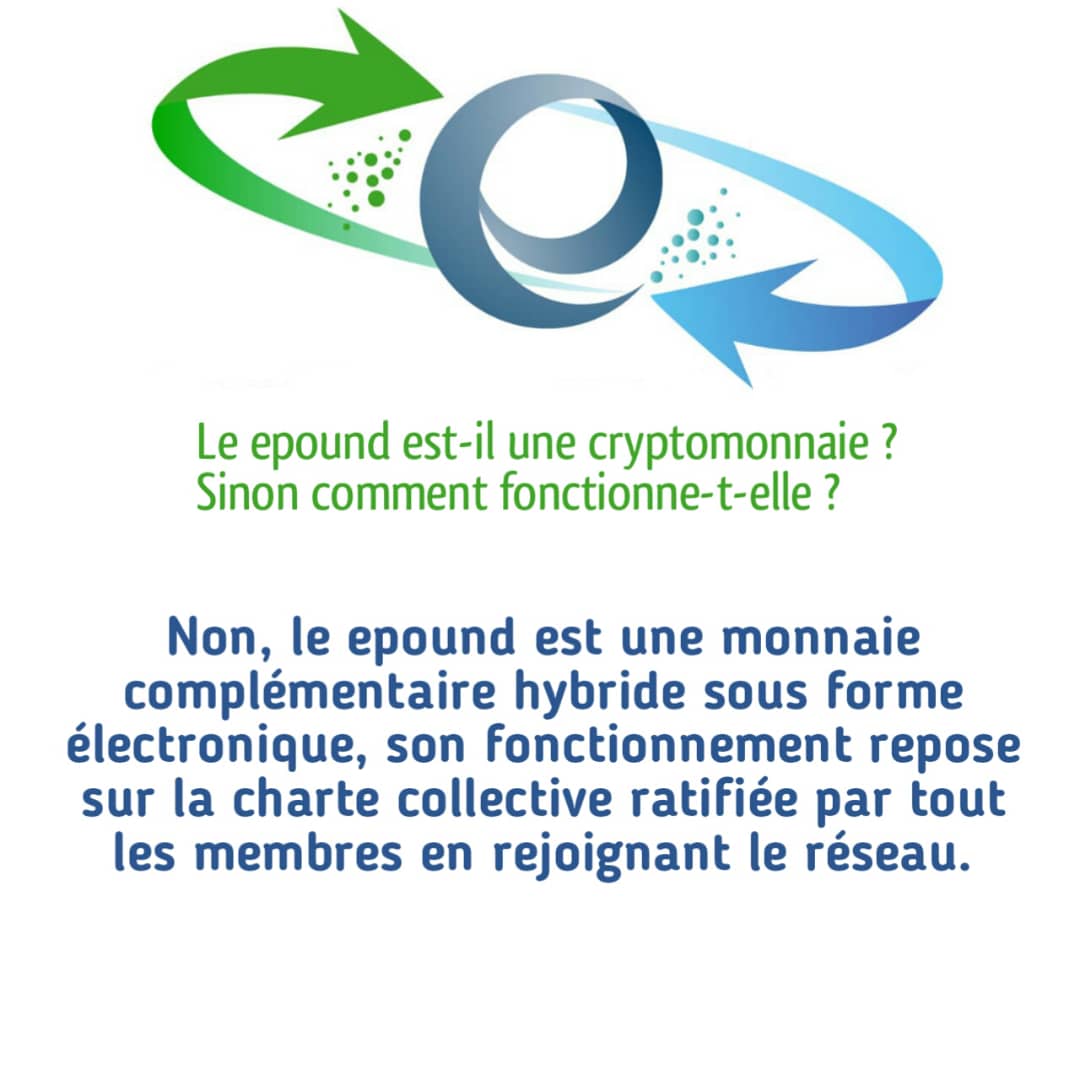 Le epound est-il une cryptomonnaie ?
Sinon comment fonctionne-t-elle ?
Non, le epound est une monnaie
complémentaire hybride sous forme
électronique, son fonctionnement repose
sur la charte collective ratifiée par tout
les membres en rejoignant le réseau.